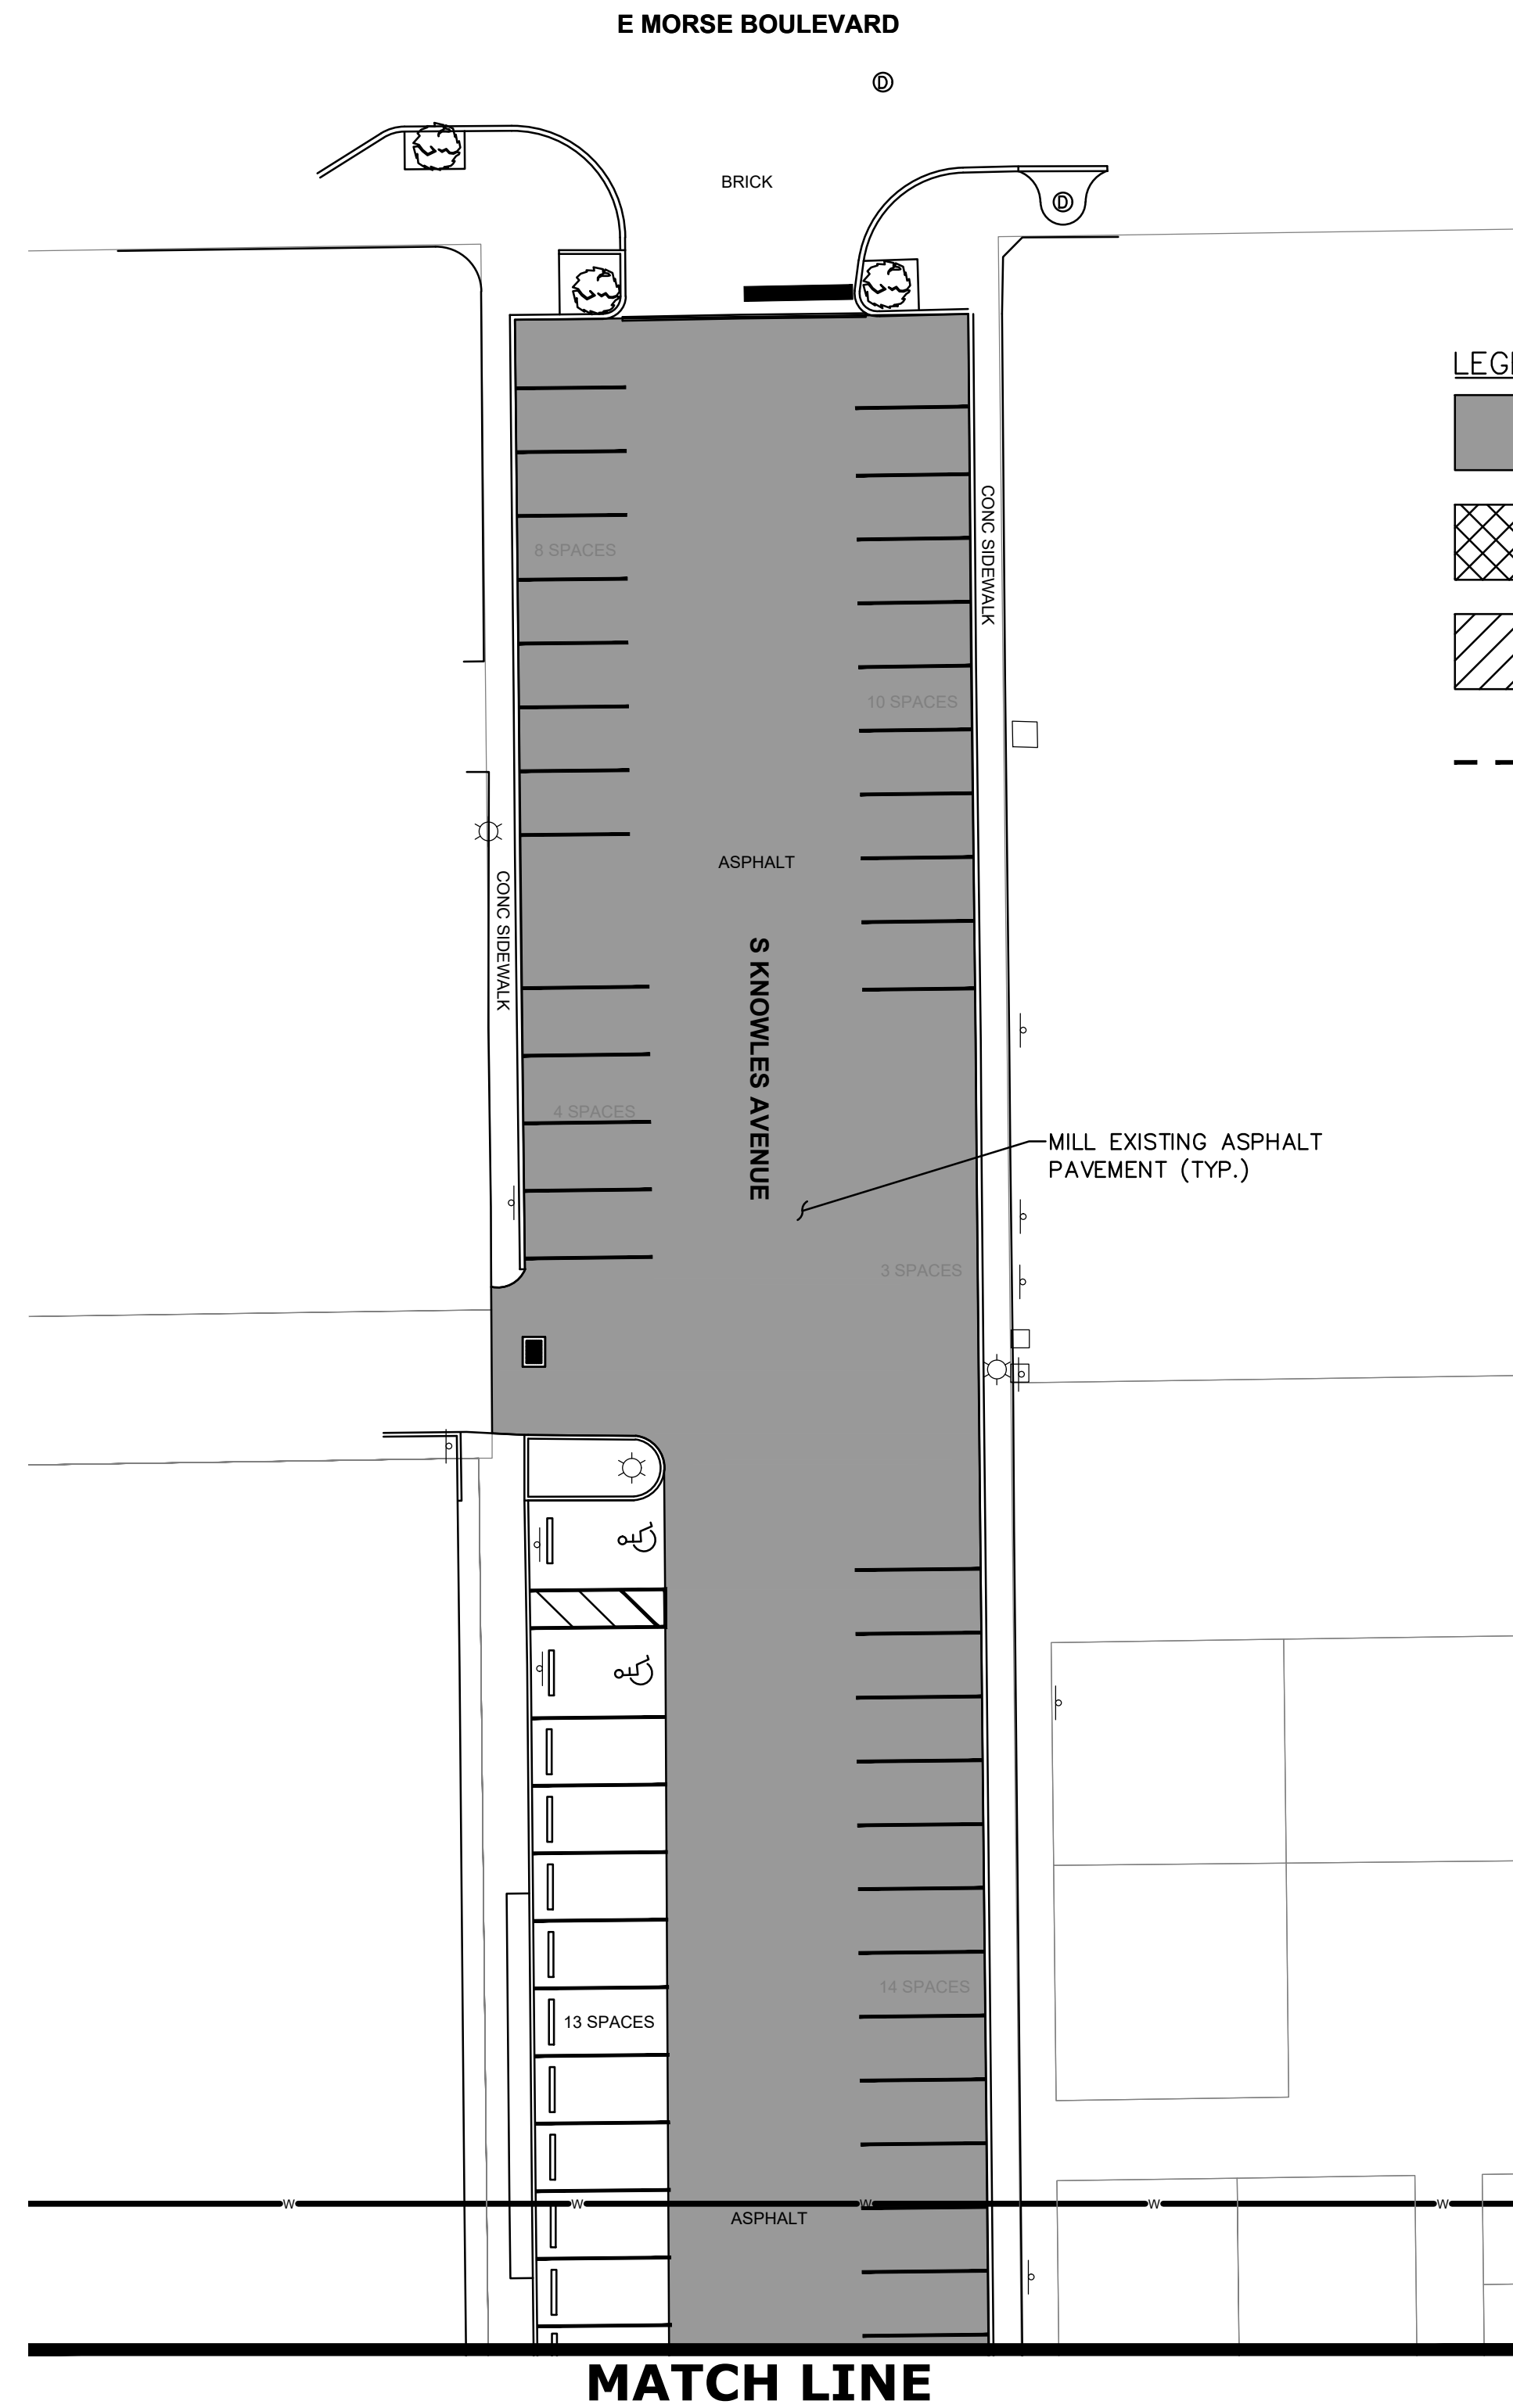 E MORSE BOULEVARD
D
BRICK
D
LEG
CONC SIDEWALK
8 SPACES
10 SPACES
ASPHALT
CONC SIDEWALK
S KNOWLES AVENUE
4 SPACES
MILL EXISTING ASPHALT
PAVEMENT (TYP.)
3 SPACES
14 SPACES
13 SPACES
W W W W W
ASPHALT
MATCH LINE